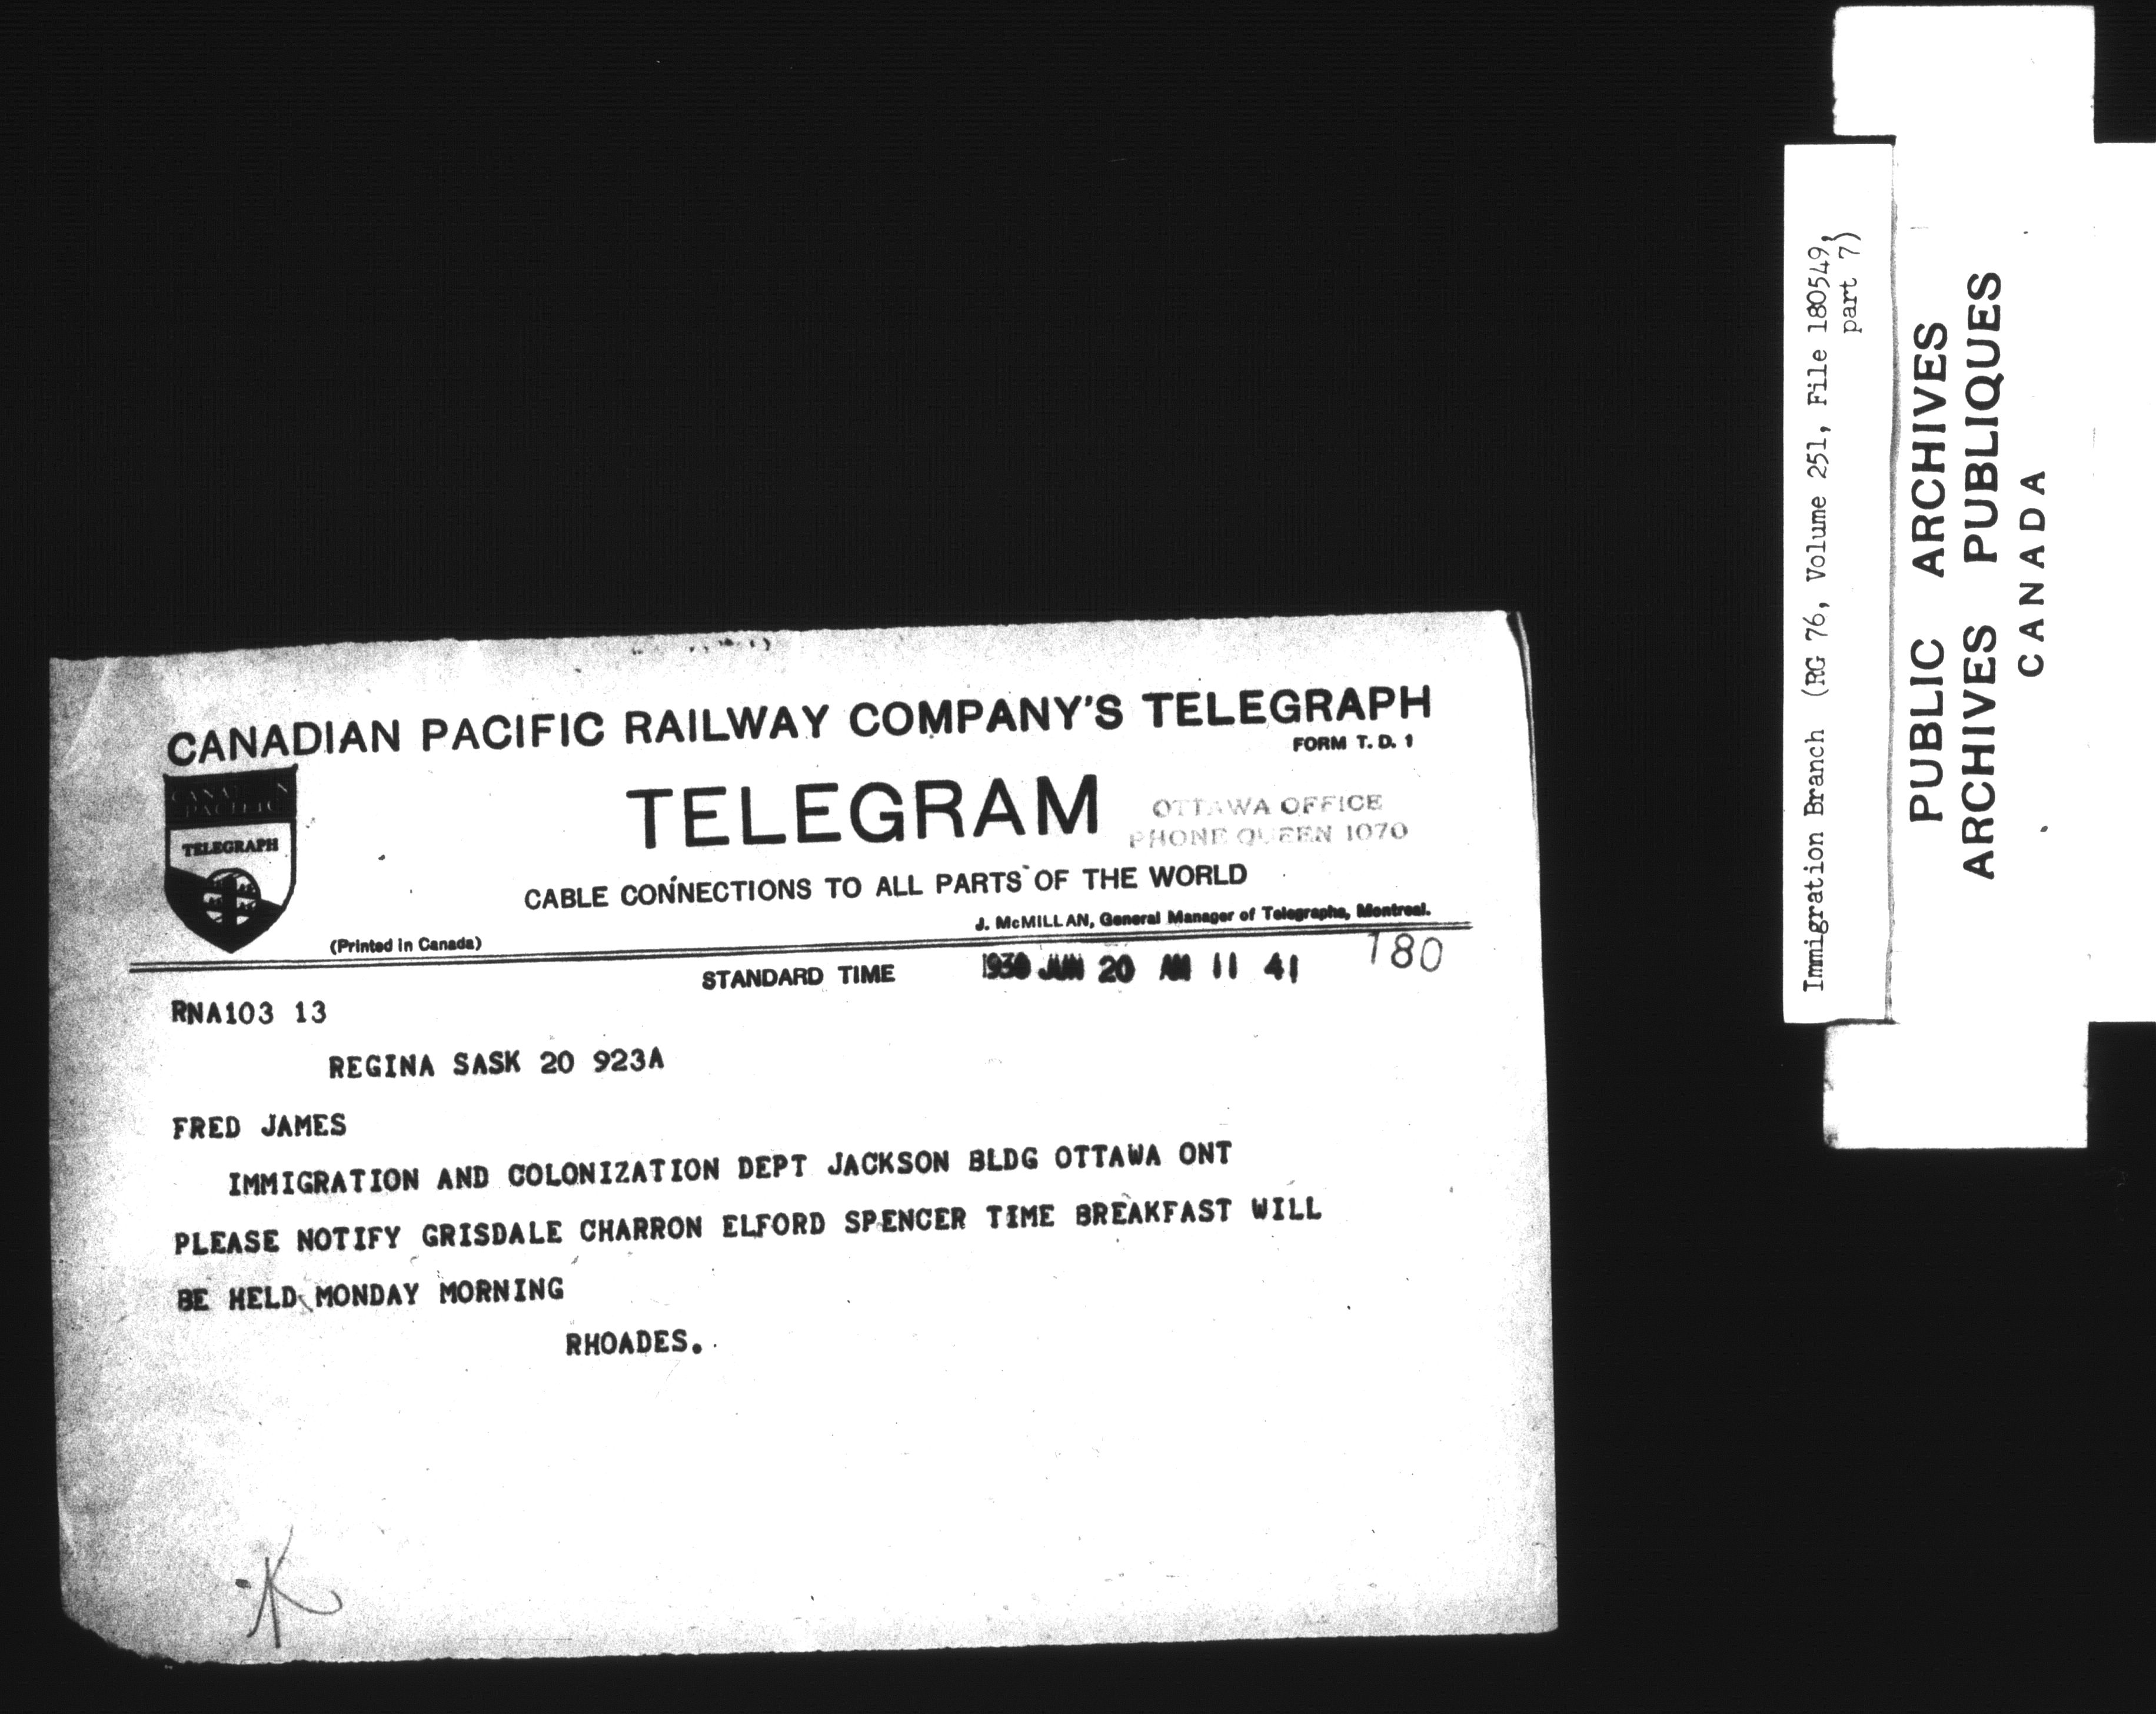 CANADIAN PACIFIC RAILWAY COMPANY'S TELEGRAPH
FORM T. D. 1
CANADIAN
PACIFIC
TELEGRAPH
TELEGRAM
OTTAWA OFFICE
PHONE QUEEN 1070
CABLE CONNECTIONS TO ALL PARTS OF THE WORLD
J. McMILLAN, General Manager of Telegraphs, Montreal.
(Printed in Canada)
STANDARD TIME
1930 JUN 20 AM 11 41
180
RNA103 13
REGINA SASK 20 923A
FRED JAMES
IMMIGRATION AND COLONIZATION DEPT JACKSON BLDG OTTAWA ONT
PLEASE NOTIFY GRISDALE CHARRON ELFORD SPENCER TIME BREAKFAST WILL
BE HELD MONDAY MORNING
RHOADES.
K
Immigration Branch (RG 76, Volume 251, File 180549,
part 7)
PUBLIC ARCHIVES
ARCHIVES PUBLIQUES
CANADA